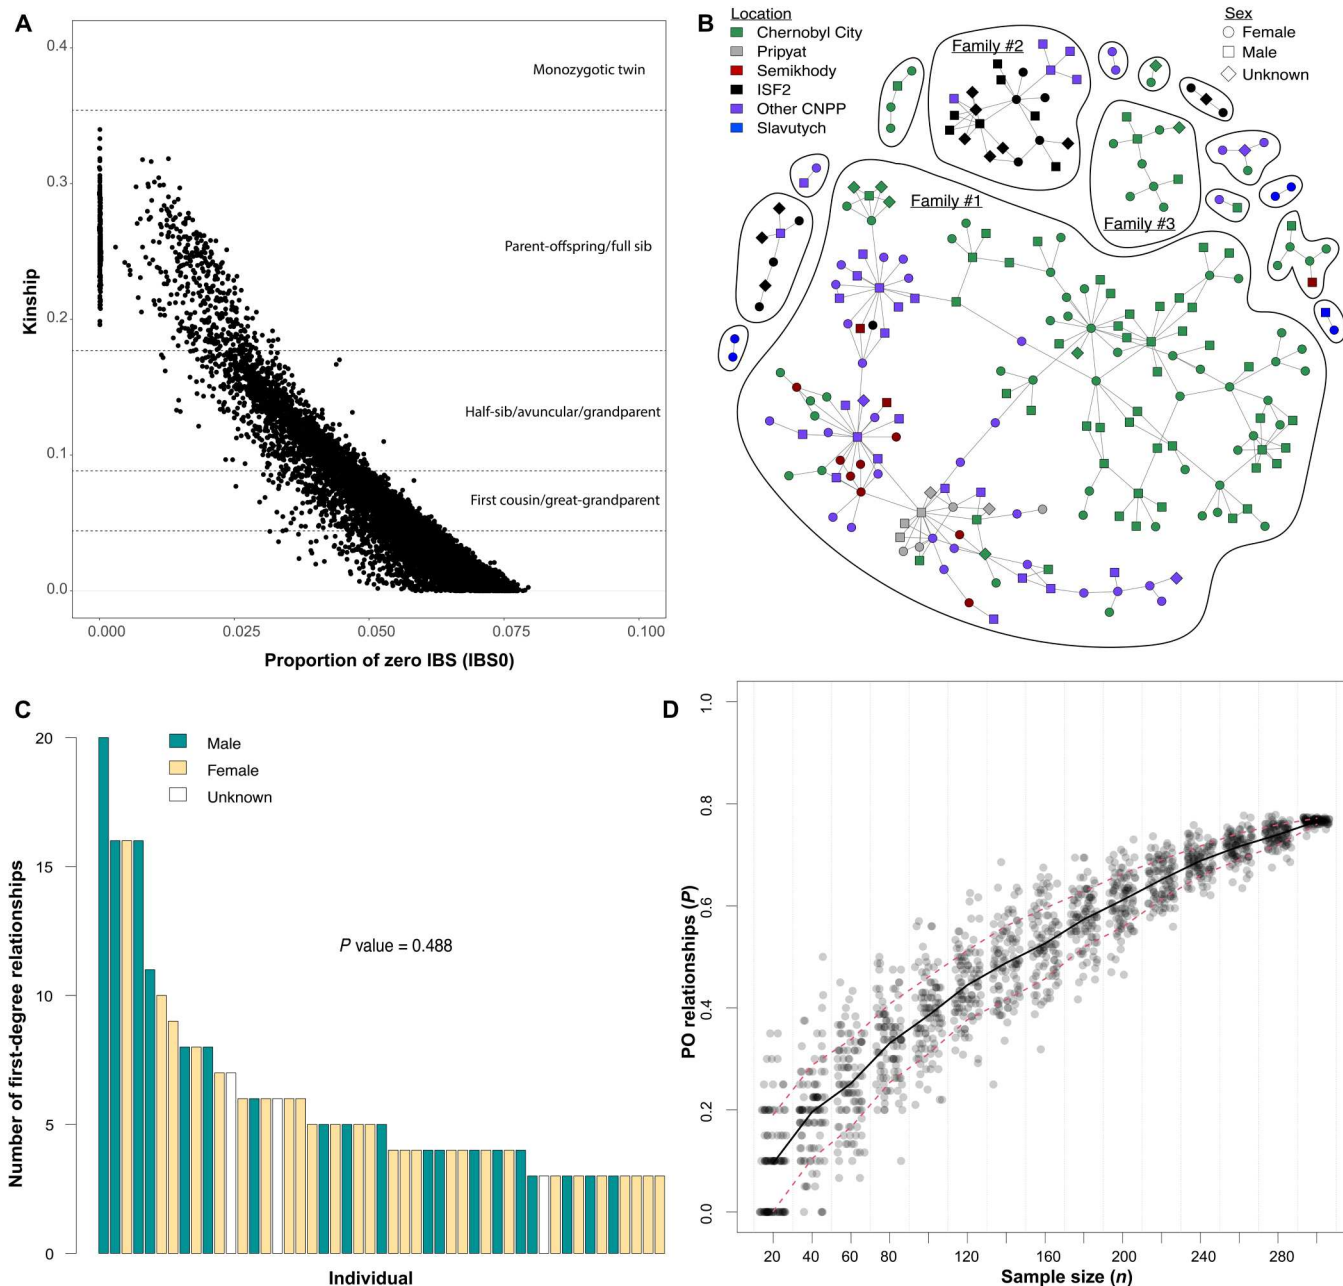 A
0.4
0.3
0.2
0.1
0.0
Kinship
Monozygotic twin
Parent-offspring/full sib
Half-sib/avuncular/grandparent
First cousin/great-grandparent
0.000 0.025 0.050 0.075 0.100
Proportion of zero IBS (IBS0)
B
Location
Chernobyl City
Pripyat
Semikhody
ISF2
Other CNPP
Slavutych
Sex
Female
Male
Unknown
Family #2
Family #3
Family #1
C
20
15
10
5
0
Number of first-degree relationships
Male
Female
Unknown
P value = 0.488
Individual
D
1.0
0.8
0.6
0.4
0.2
0.0
PO relationships (P)
20 40 60 80 120 160 200 240 280
Sample size (n)